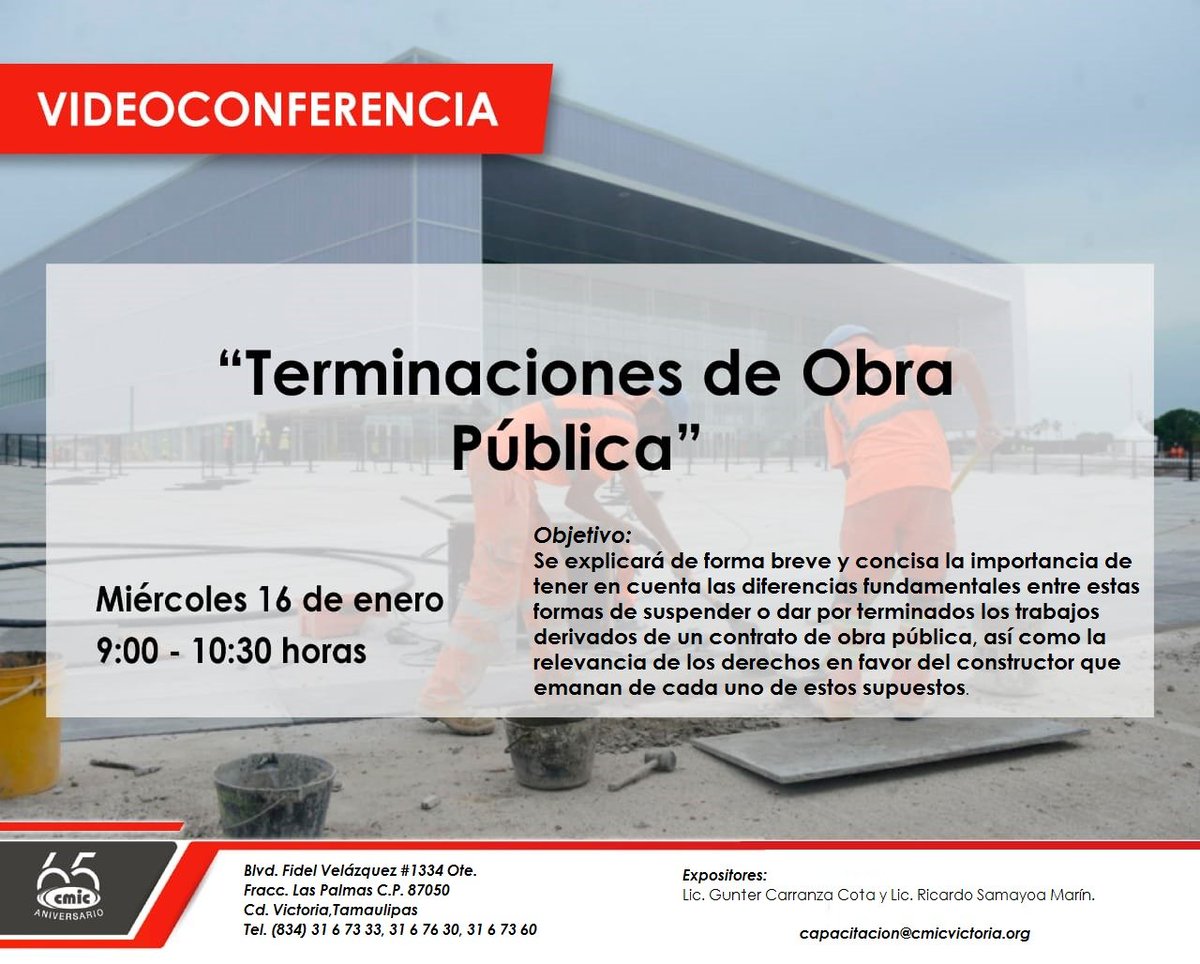 VIDEOCONFERENCIA
“Terminaciones de Obra
Pública”
Miércoles 16 de enero
9:00 - 10:30 horas
Objetivo:
Se explicará de forma breve y concisa la importancia de
tener en cuenta las diferencias fundamentales entre estas
formas de suspender o dar por terminados los trabajos
derivados de un contrato de obra pública, así como la
relevancia de los derechos en favor del constructor que
emanan de cada uno de estos supuestos.
65
cmic
ANIVERSARIO
Blvd. Fidel Velázquez #1334 Ote.
Fracc. Las Palmas C.P. 87050
Cd. Victoria,Tamaulipas
Tel. (834) 31 6 73 33, 31 6 76 30, 31 6 73 60
Expositores:
Lic. Gunter Carranza Cota y Lic. Ricardo Samayoa Marín.
capacitacion@cmicvictoria.org